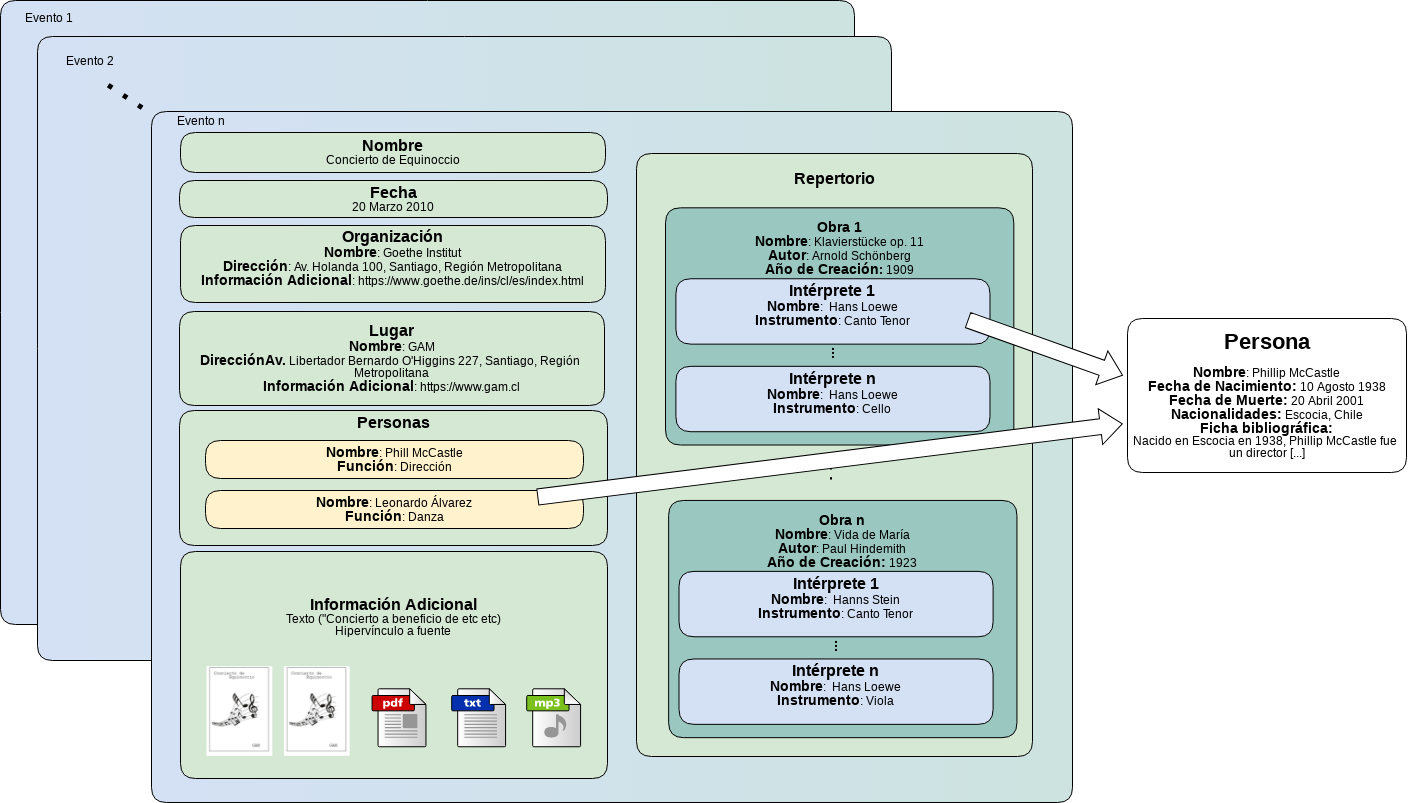 Evento 1
Evento 2
Evento n
Nombre
Concierto de Equinoccio
Fecha
20 Marzo 2010
Organización
Nombre: Goethe Institut
Dirección: Av. Holanda 100, Santiago, Región Metropolitana
Información Adicional: https://www.goethe.de/ins/cl/es/index.html
Lugar
Nombre: GAM
DirecciónAv. Libertador Bernardo O'Higgins 227, Santiago, Región
Metropolitana
Información Adicional: https://www.gam.cl
Personas
Nombre: Phill McCastle
Función: Dirección
Nombre: Leonardo Álvarez
Función: Danza
Información Adicional
Texto ("Concierto a beneficio de etc etc)
Hipervínculo a fuente
Concierto de
Equinoccio
Concierto de
Equinoccio
pdf
txt
mp3
Repertorio
Obra 1
Nombre: Klavierstücke op. 11
Autor: Arnold Schönberg
Año de Creación: 1909
Intérprete 1
Nombre: Hans Loewe
Instrumento: Canto Tenor
Intérprete n
Nombre: Hans Loewe
Instrumento: Cello
Obra n
Nombre: Vida de María
Autor: Paul Hindemith
Año de Creación: 1923
Intérprete 1
Nombre: Hanns Stein
Instrumento: Canto Tenor
Intérprete n
Nombre: Hans Loewe
Instrumento: Viola
Persona
Nombre: Phillip McCastle
Fecha de Nacimiento: 10 Agosto 1938
Fecha de Muerte: 20 Abril 2001
Nacionalidades: Escocia, Chile
Ficha bibliográfica:
Nacido en Escocia en 1938, Phillip McCastle fue
un director [...]